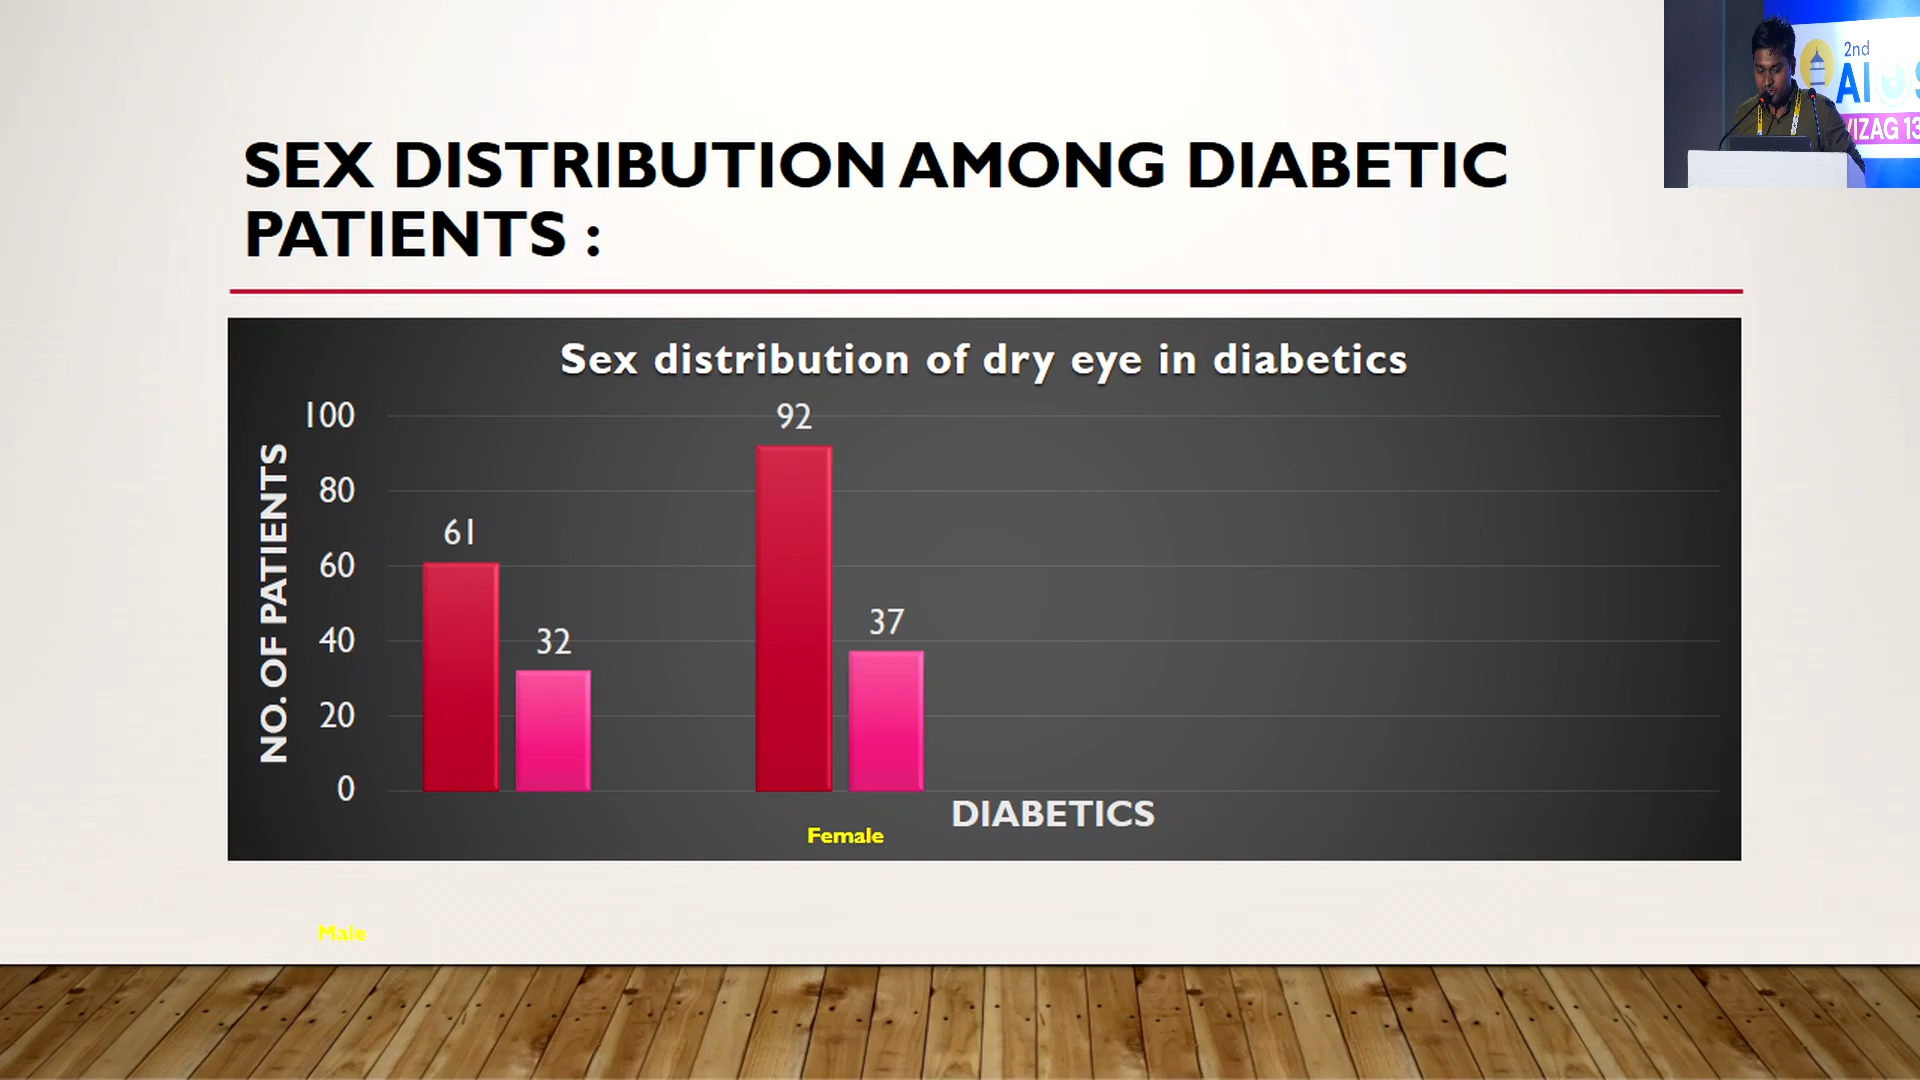 SEX DISTRIBUTION AMONG DIABETIC
PATIENTS :
2nd
AI
VIZAG 13
Sex distribution of dry eye in diabetics
NO. OF PATIENTS
100
80
60
40
20
0
61
32
92
37
DIABETICS
Female
Male